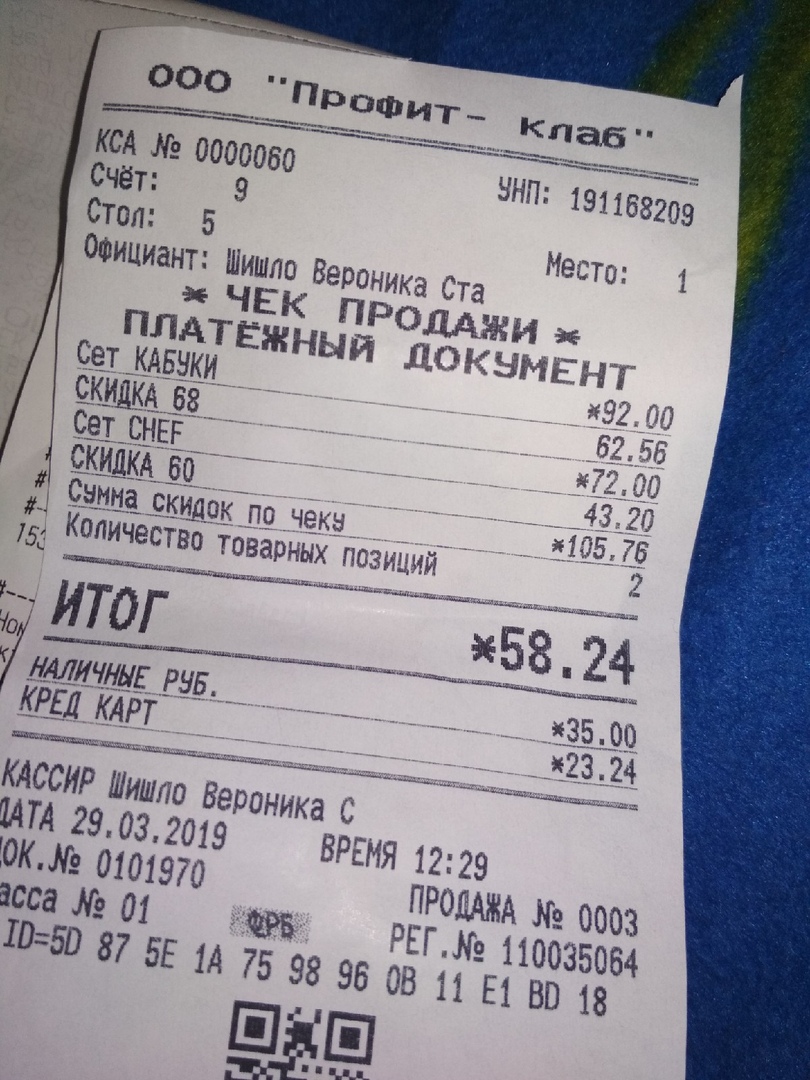 ООО "Профит- клаб"
КСА № 0000060
УНП: 191168209
Счёт: 9
Стол: 5
Место: 1
Официант: Шишло Вероника Ста
* ЧЕК ПРОДАЖИ *
ПЛАТЁЖНЫЙ ДОКУМЕНТ
Сет КАБУКИ *92.00
СКИДКА 68 62.56
Сет CHEF *72.00
СКИДКА 60 43.20
Сумма скидок по чеку *105.76
Количество товарных позиций 2
ИТОГ *58.24
НАЛИЧНЫЕ РУБ. *35.00
КРЕД КАРТ *23.24
КАССИР Шишло Вероника С
ДАТА 29.03.2019 ВРЕМЯ 12:29
ДОК.№ 0101970 ПРОДАЖА № 0003
асса № 01 ФРБ РЕГ.№ 110035064
ID=5D 87 5E 1A 75 98 96 0B 11 E1 BD 18